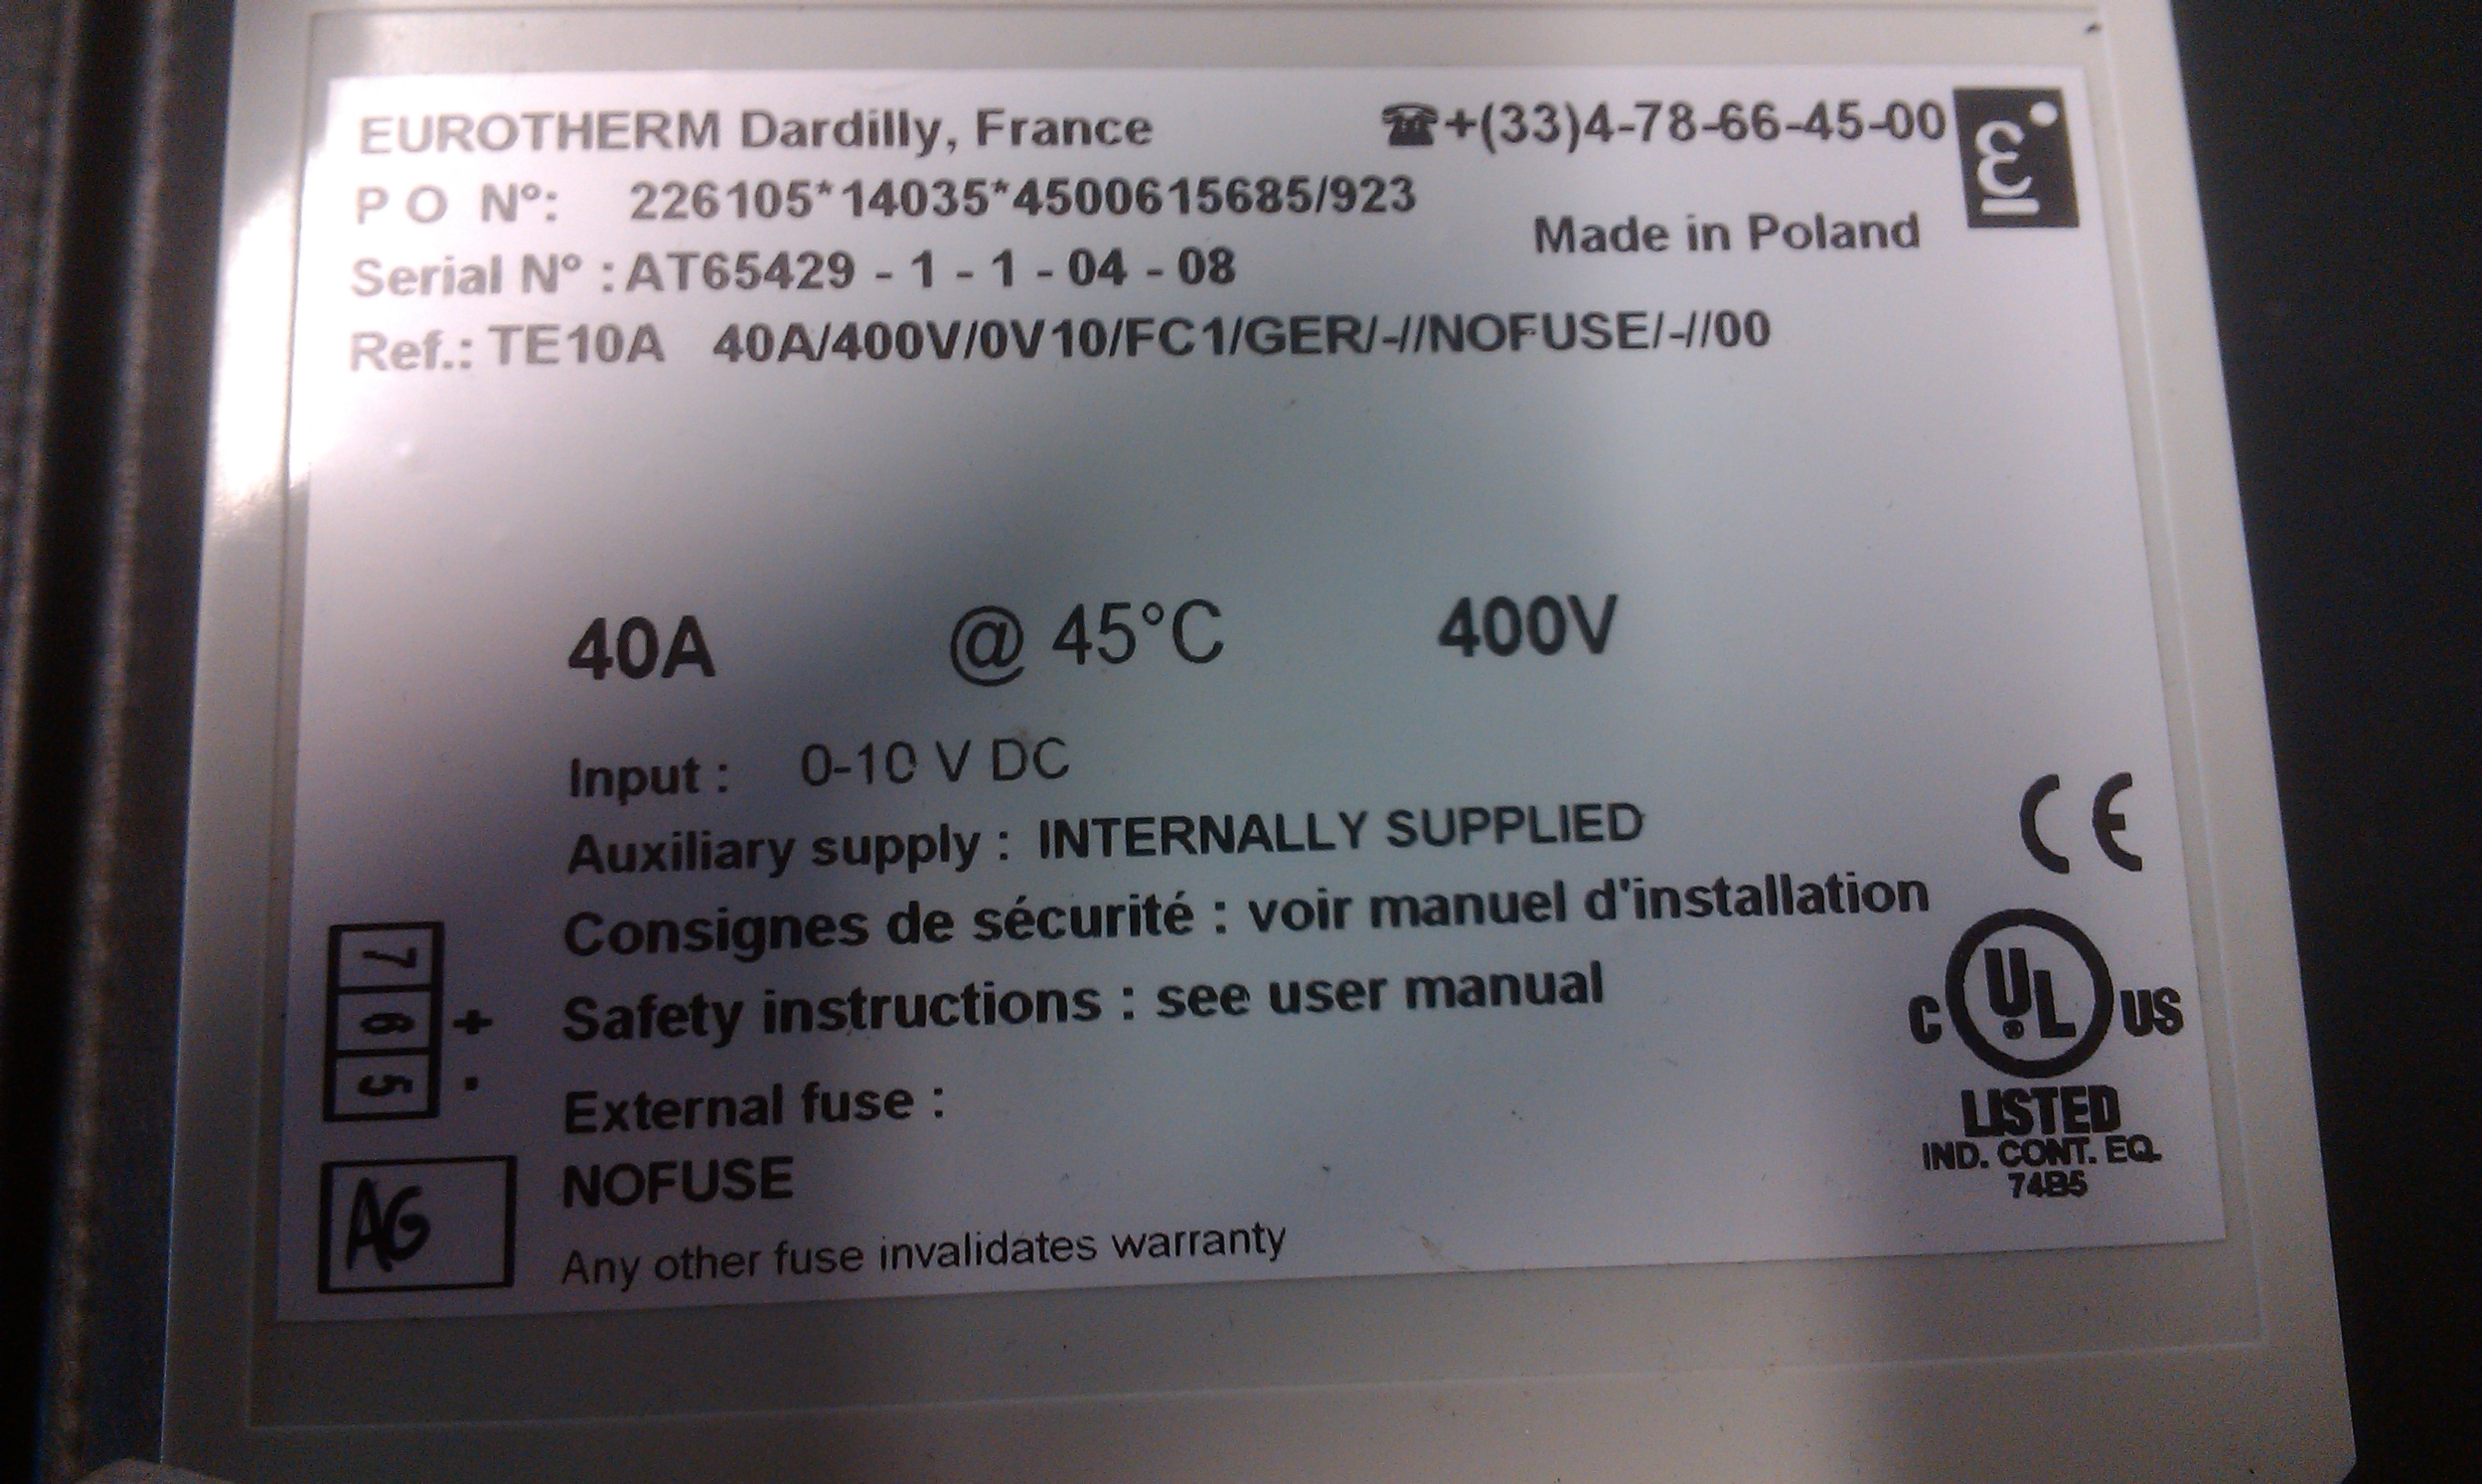 EUROTHERM Dardilly, France ☎+(33)4-78-66-45-00
P O N°: 226105*14035*4500615685/923
Made in Poland
Serial N° : AT65429 - 1 - 1 - 04 - 08
Ref.: TE10A 40A/400V/0V10/FC1/GER/-//NOFUSE/-//00
40A @ 45°C 400V
Input : 0-10 V DC
Auxiliary supply : INTERNALLY SUPPLIED
CE
Consignes de sécurité : voir manuel d'installation
Safety instructions : see user manual
7
6 +
5 -
C UL US
LISTED
IND. CONT. EQ.
74B5
External fuse :
NOFUSE
AG
Any other fuse invalidates warranty